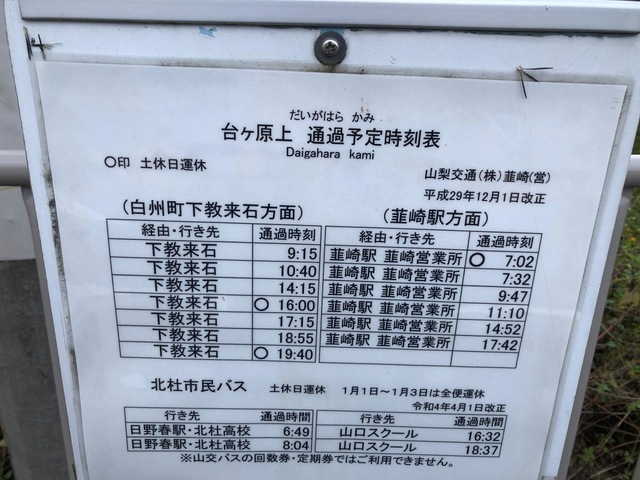 だいがはら かみ
台ヶ原上 通過予定時刻表
Daigahara kami
〇印 土休日運休
山梨交通(株)韮崎(営)
平成29年12月1日改正
(白州町下教来石方面)
経由・行き先 通過時刻
下教来石 9:15
下教来石 10:40
下教来石 14:15
下教来石 〇 16:00
下教来石 17:15
下教来石 18:55
下教来石 〇 19:40
(韮崎駅方面)
経由・行き先 通過時刻
韮崎駅 韮崎営業所 〇 7:02
韮崎駅 韮崎営業所 7:32
韮崎駅 韮崎営業所 9:47
韮崎駅 韮崎営業所 11:10
韮崎駅 韮崎営業所 14:52
韮崎駅 韮崎営業所 17:42
北杜市民バス 土休日運休 1月1日~1月3日は全便運休
令和4年4月1日改正
行き先 通過時間
日野春駅・北杜高校 6:49
日野春駅・北杜高校 8:04
行き先 通過時間
山口スクール 16:32
山口スクール 18:37
※山交バスの回数券・定期券ではご利用できません。